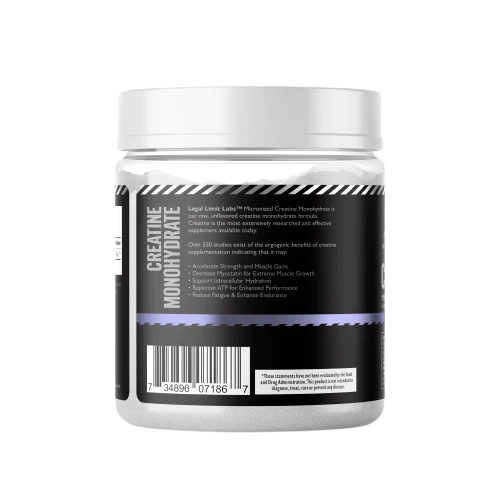 CREATINE
MONOHYDRATE
Legal Limit Labs™ Micronized Creatine Monohydrate is
our raw, unflavored creatine monohydrate formula.
Creatine is the most extensively researched and effective
supplement available today.
Over 550 studies exist of the ergogenic benefits of creatine
supplementation indicating that it may:
• Accelerate Strength and Muscle Gains
• Decrease Myostatin for Extreme Muscle Growth
• Support Intracellular Hydration
• Replenish ATP for Enhanced Performance
• Reduce Fatigue & Enhance Endurance
7 34896 07186 7
*These statements have not been evaluated by the Food
and Drug Administration. This product is not intended to
diagnose, treat, cure or prevent any disease.